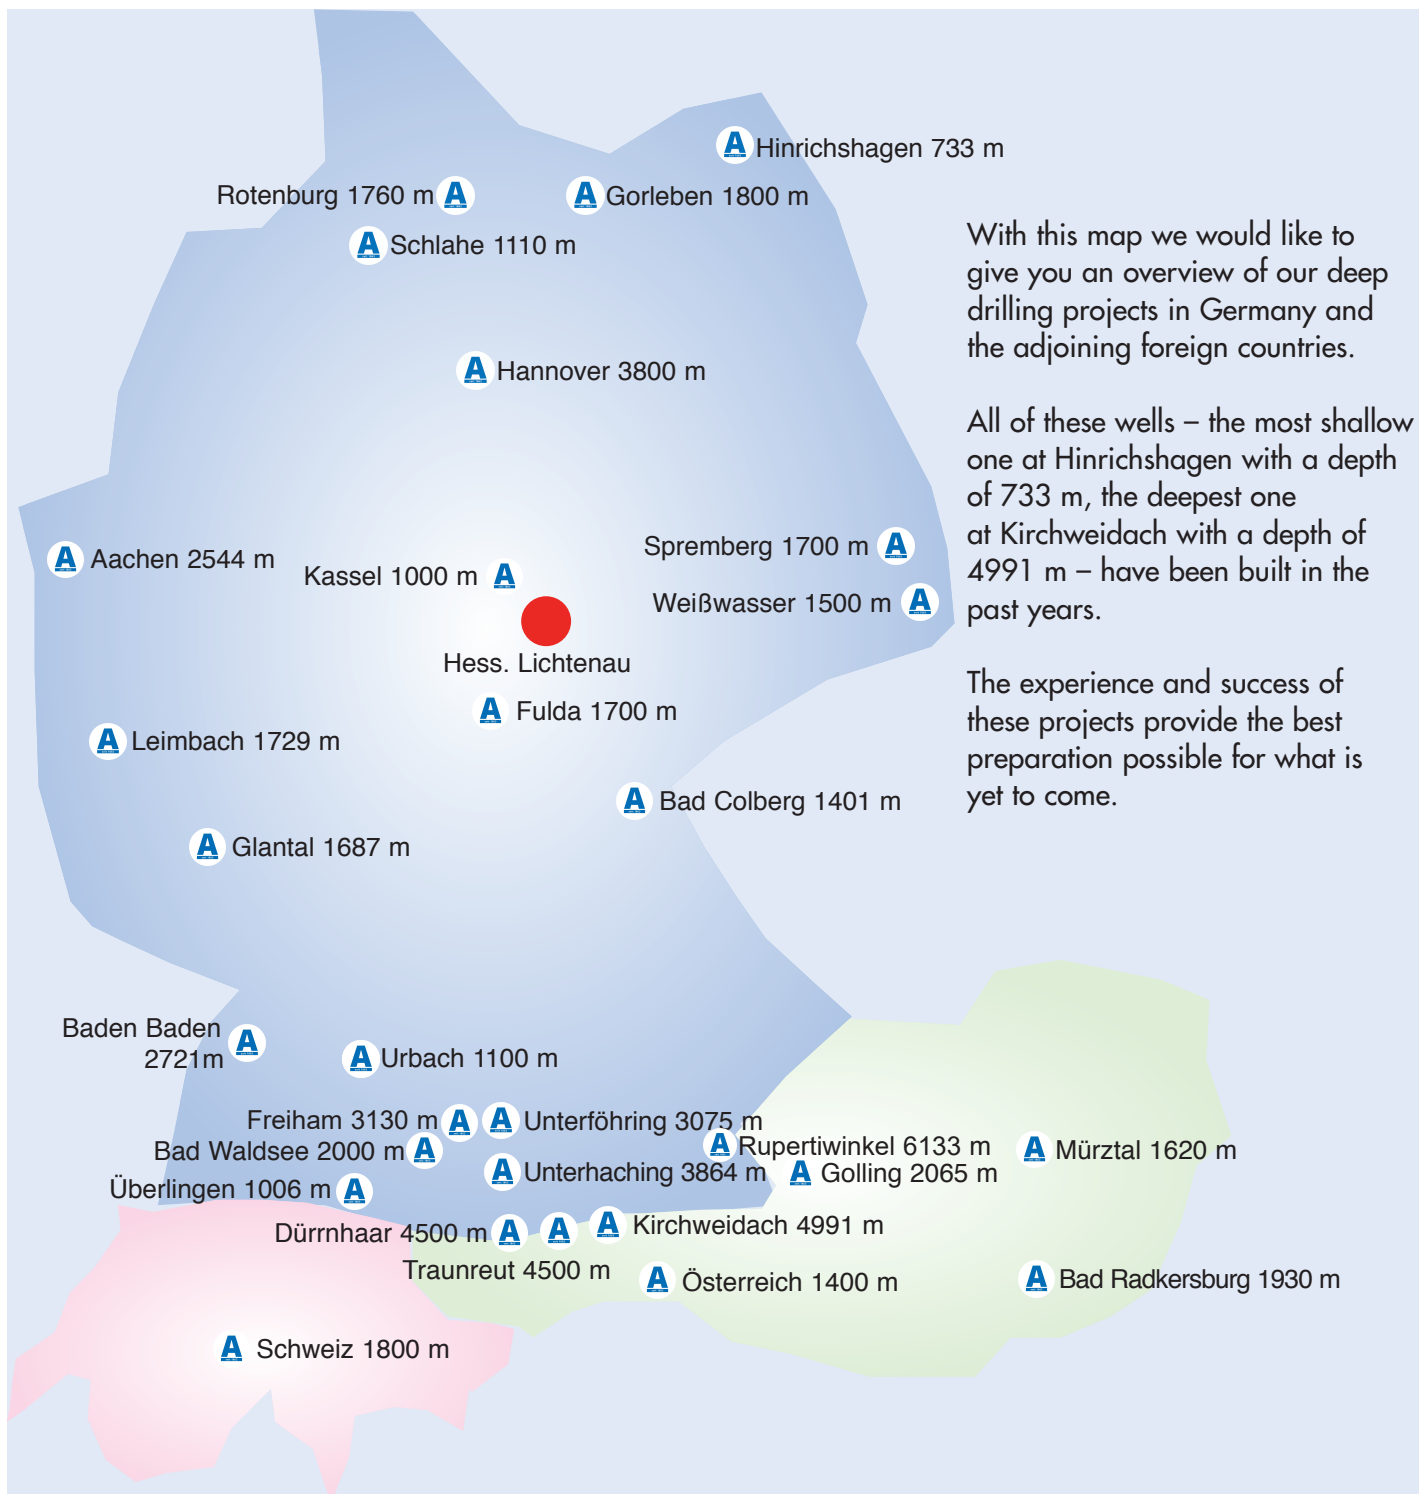 Hinrichshagen 733 m
Rotenburg 1760 m
Gorleben 1800 m
Schlahe 1110 m
Hannover 3800 m
Aachen 2544 m
Kassel 1000 m
Spremberg 1700 m
Weißwasser 1500 m
Hess. Lichtenau
Fulda 1700 m
Leimbach 1729 m
Bad Colberg 1401 m
Glantal 1687 m
Baden Baden
2721m
Urbach 1100 m
Freiham 3130 m
Unterföhring 3075 m
Bad Waldsee 2000 m
Rupertiwinkel 6133 m
Mürztal 1620 m
Unterhaching 3864 m
Golling 2065 m
Überlingen 1006 m
Dürrnhaar 4500 m
Kirchweidach 4991 m
Traunreut 4500 m
Österreich 1400 m
Bad Radkersburg 1930 m
Schweiz 1800 m
With this map we would like to
give you an overview of our deep
drilling projects in Germany and
the adjoining foreign countries.
All of these wells – the most shallow
one at Hinrichshagen with a depth
of 733 m, the deepest one
at Kirchweidach with a depth of
4991 m – have been built in the
past years.
The experience and success of
these projects provide the best
preparation possible for what is
yet to come.